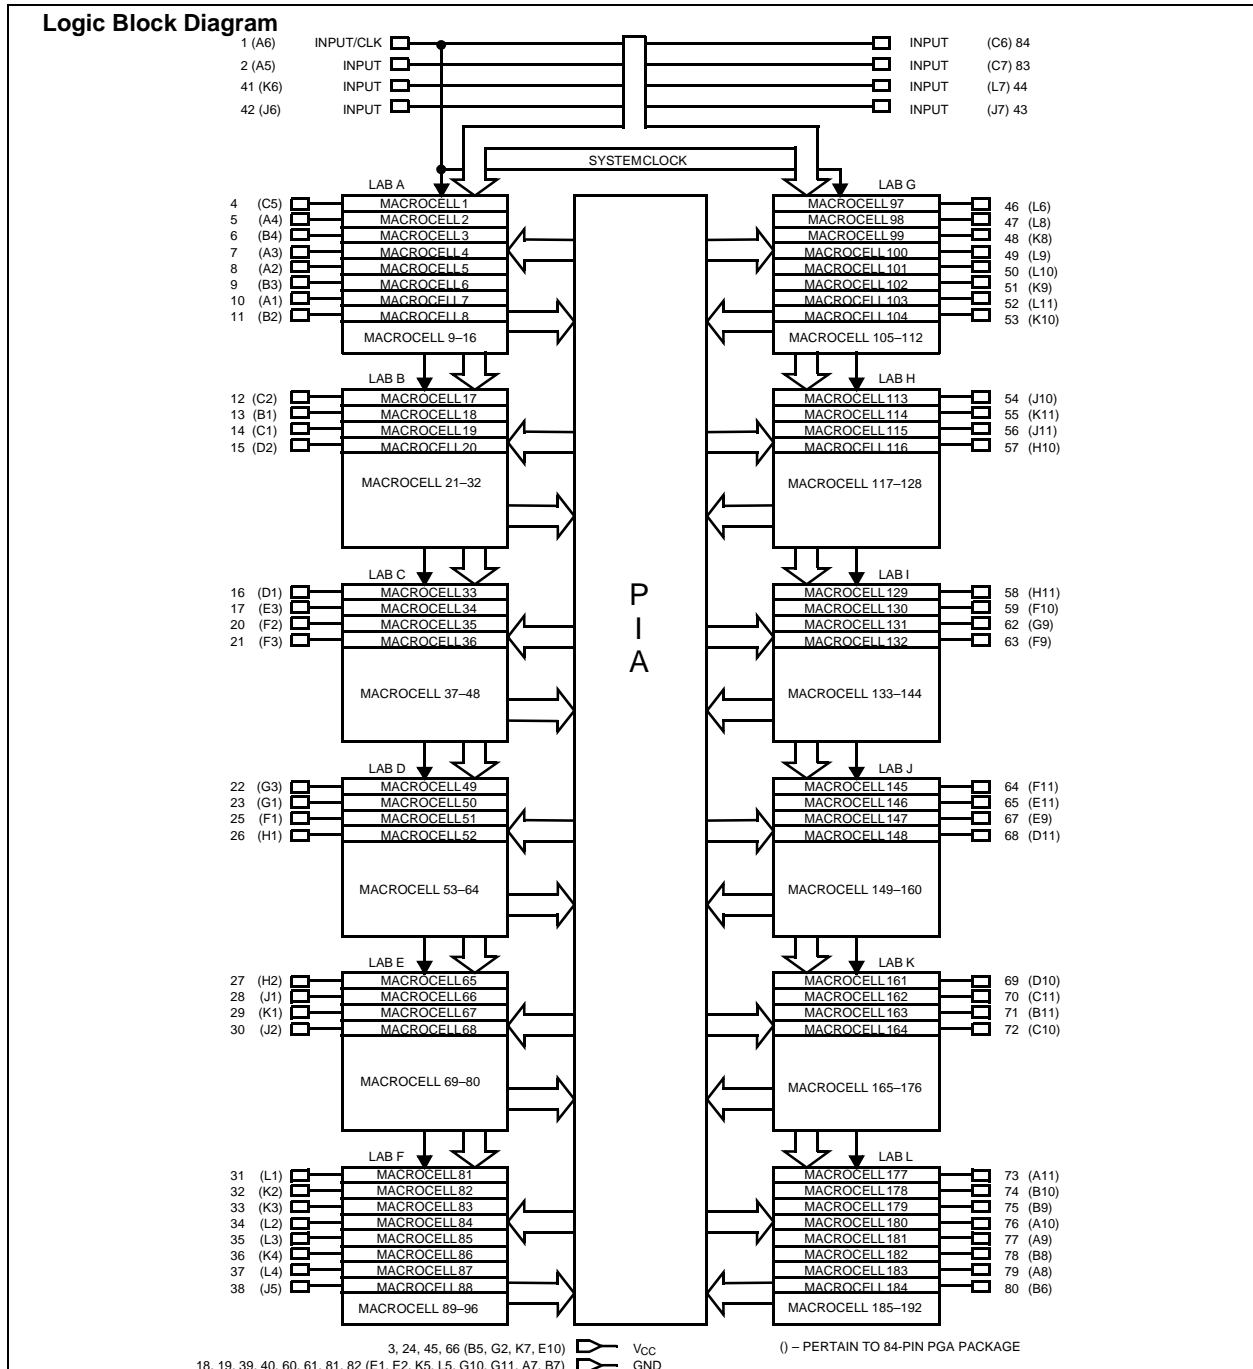 Logic Block Diagram
1 (A6) INPUT/CLK INPUT (C6) 84
2 (A5) INPUT INPUT (C7) 83
41 (K6) INPUT INPUT (L7) 44
42 (J6) INPUT INPUT (J7) 43
SYSTEM CLOCK
LAB A LAB G
4 (C5) MACROCELL 1 MACROCELL 97 46 (L6)
5 (A4) MACROCELL 2 MACROCELL 98 47 (L8)
6 (B4) MACROCELL 3 MACROCELL 99 48 (K8)
7 (A3) MACROCELL 4 MACROCELL 100 49 (L9)
8 (A2) MACROCELL 5 MACROCELL 101 50 (L10)
9 (B3) MACROCELL 6 MACROCELL 102 51 (K9)
10 (A1) MACROCELL 7 MACROCELL 103 52 (L11)
11 (B2) MACROCELL 8 MACROCELL 104 53 (K10)
MACROCELL 9–16 MACROCELL 105–112
LAB B LAB H
12 (C2) MACROCELL 17 MACROCELL 113 54 (J10)
13 (B1) MACROCELL 18 MACROCELL 114 55 (K11)
14 (C1) MACROCELL 19 MACROCELL 115 56 (J11)
15 (D2) MACROCELL 20 MACROCELL 116 57 (H10)
MACROCELL 21–32 MACROCELL 117–128
LAB C LAB I
16 (D1) MACROCELL 33 MACROCELL 129 58 (H11)
17 (E3) MACROCELL 34 MACROCELL 130 59 (F10)
20 (F2) MACROCELL 35 MACROCELL 131 62 (G9)
21 (F3) MACROCELL 36 MACROCELL 132 63 (F9)
P
I
A
MACROCELL 37–48 MACROCELL 133–144
LAB D LAB J
22 (G3) MACROCELL 49 MACROCELL 145 64 (F11)
23 (G1) MACROCELL 50 MACROCELL 146 65 (E11)
25 (F1) MACROCELL 51 MACROCELL 147 67 (E9)
26 (H1) MACROCELL 52 MACROCELL 148 68 (D11)
MACROCELL 53–64 MACROCELL 149–160
LAB E LAB K
27 (H2) MACROCELL 65 MACROCELL 161 69 (D10)
28 (J1) MACROCELL 66 MACROCELL 162 70 (C11)
29 (K1) MACROCELL 67 MACROCELL 163 71 (B11)
30 (J2) MACROCELL 68 MACROCELL 164 72 (C10)
MACROCELL 69–80 MACROCELL 165–176
LAB F LAB L
31 (L1) MACROCELL 81 MACROCELL 177 73 (A11)
32 (K2) MACROCELL 82 MACROCELL 178 74 (B10)
33 (K3) MACROCELL 83 MACROCELL 179 75 (B9)
34 (L2) MACROCELL 84 MACROCELL 180 76 (A10)
35 (L3) MACROCELL 85 MACROCELL 181 77 (A9)
36 (K4) MACROCELL 86 MACROCELL 182 78 (B8)
37 (L4) MACROCELL 87 MACROCELL 183 79 (A8)
38 (J5) MACROCELL 88 MACROCELL 184 80 (B6)
MACROCELL 89–96 MACROCELL 185–192
3, 24, 45, 66 (B5, G2, K7, E10) VCC () – PERTAIN TO 84-PIN PGA PACKAGE
18, 19, 39, 40, 60, 61, 81, 82 (E1, E2, K5, L5, G10, G11, A7, B7) GND